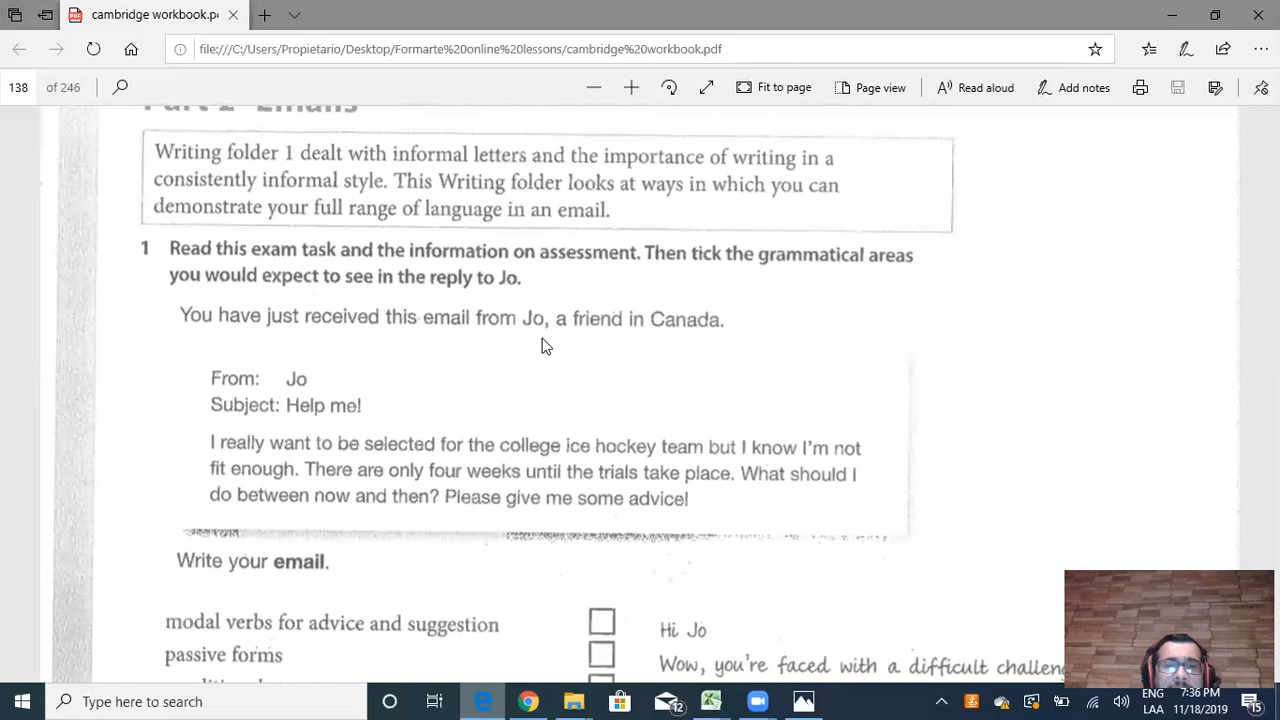 cambridge workbook.pc
file:///C:/Users/Propietario/Desktop/Formarte%20online%20lessons/cambridge%20workbook.pdf
138 of 246
Fit to page
Page view
Read aloud
Add notes
Part 2 Emails
Writing folder 1 dealt with informal letters and the importance of writing in a
consistently informal style. This Writing folder looks at ways in which you can
demonstrate your full range of language in an email.
1 Read this exam task and the information on assessment. Then tick the grammatical areas
you would expect to see in the reply to Jo.
You have just received this email from Jo, a friend in Canada.
From: Jo
Subject: Help me!
I really want to be selected for the college ice hockey team but I know I'm not
fit enough. There are only four weeks until the trials take place. What should I
do between now and then? Please give me some advice!
Write your email.
modal verbs for advice and suggestion
passive forms
Hi Jo
Wow, you're faced with a difficult challeng
Type here to search
12
ENG
LAA
:36 PM
11/18/2019
15